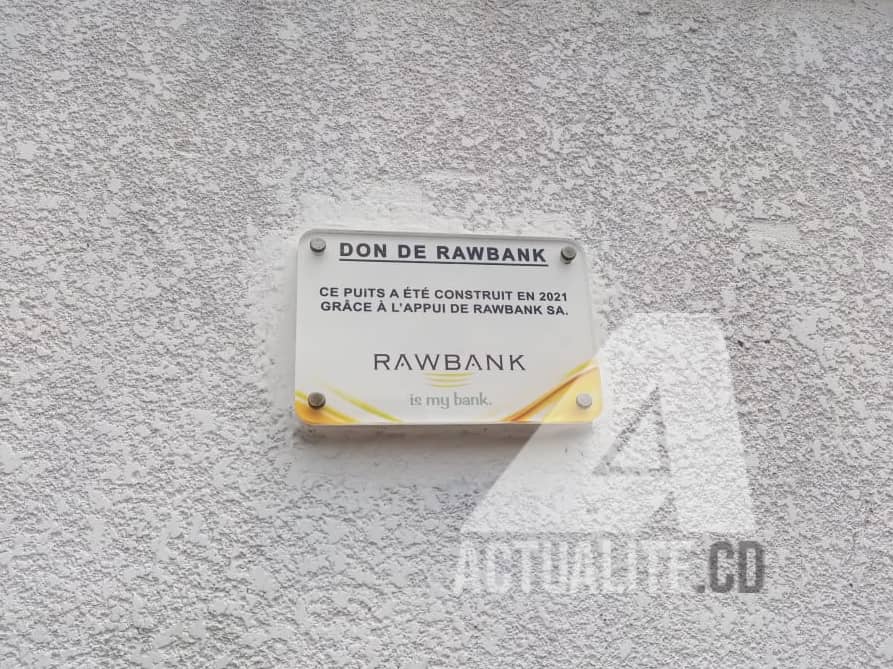 DON DE RAWBANK
CE PUITS A ÉTÉ CONSTRUIT EN 2021
GRÂCE À L'APPUI DE RAWBANK SA.
RAWBANK
is my bank.
ACTUALITE.CD